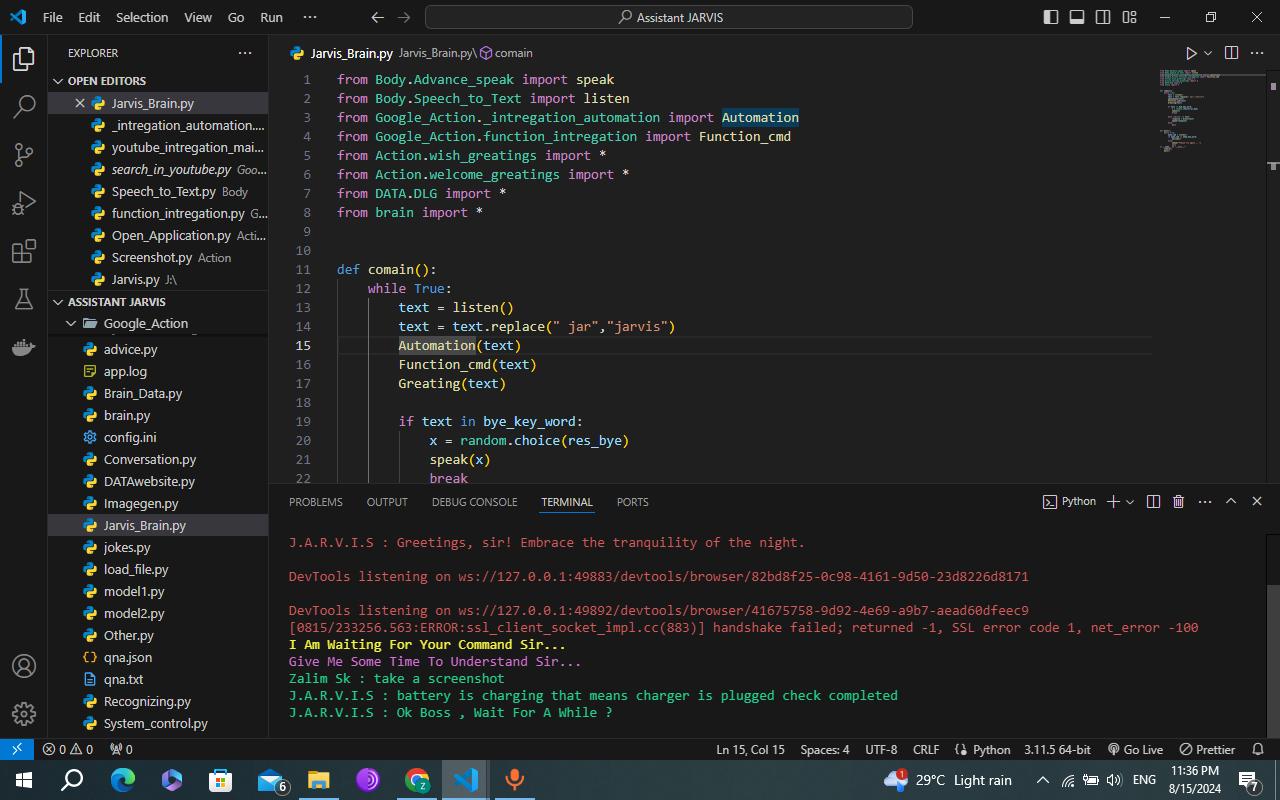 File Edit Selection View Go Run ··· Assistant JARVIS
EXPLORER
OPEN EDITORS
Jarvis_Brain.py
_intregation_automation....
youtube_intregation_mai...
search_in_youtube.py Goo...
Speech_to_Text.py Body
function_intregation.py G...
Open_Application.py Acti...
Screenshot.py Action
Jarvis.py J:\
ASSISTANT JARVIS
Google_Action
advice.py
app.log
Brain_Data.py
brain.py
config.ini
Conversation.py
DATAwebsite.py
Imagegen.py
Jarvis_Brain.py
jokes.py
load_file.py
model1.py
model2.py
Other.py
qna.json
qna.txt
Recognizing.py
System_control.py
Jarvis_Brain.py Jarvis_Brain.py\ comain
1 from Body.Advance_speak import speak
2 from Body.Speech_to_Text import listen
3 from Google_Action._intregation_automation import Automation
4 from Google_Action.function_intregation import Function_cmd
5 from Action.wish_greetings import *
6 from Action.welcome_greetings import *
7 from DATA.DLG import *
8 from brain import *
9
10
11 def comain():
12 while True:
13 text = listen()
14 text = text.replace(" jar","jarvis")
15 Automation(text)
16 Function_cmd(text)
17 Greating(text)
18
19 if text in bye_key_word:
20 x = random.choice(res_bye)
21 speak(x)
22 break
PROBLEMS OUTPUT DEBUG CONSOLE TERMINAL PORTS Python
J.A.R.V.I.S : Greetings, sir! Embrace the tranquility of the night.
DevTools listening on ws://127.0.0.1:49883/devtools/browser/82bd8f25-0c98-4161-9d50-23d8226d8171
DevTools listening on ws://127.0.0.1:49892/devtools/browser/41675758-9d92-4e69-a9b7-aead60dfeec9
[0815/233256.563:ERROR:ssl_client_socket_impl.cc(883)] handshake failed; returned -1, SSL error code 1, net_error -100
I Am Waiting For Your Command Sir...
Give Me Some Time To Understand Sir...
Zalim Sk : take a screenshot
J.A.R.V.I.S : battery is charging that means charger is plugged check completed
J.A.R.V.I.S : Ok Boss , Wait For A While ?
0 0 0 Ln 15, Col 15 Spaces: 4 UTF-8 CRLF Python 3.11.5 64-bit Go Live Prettier
6 1 29°C Light rain ENG 11:36 PM 7
8/15/2024